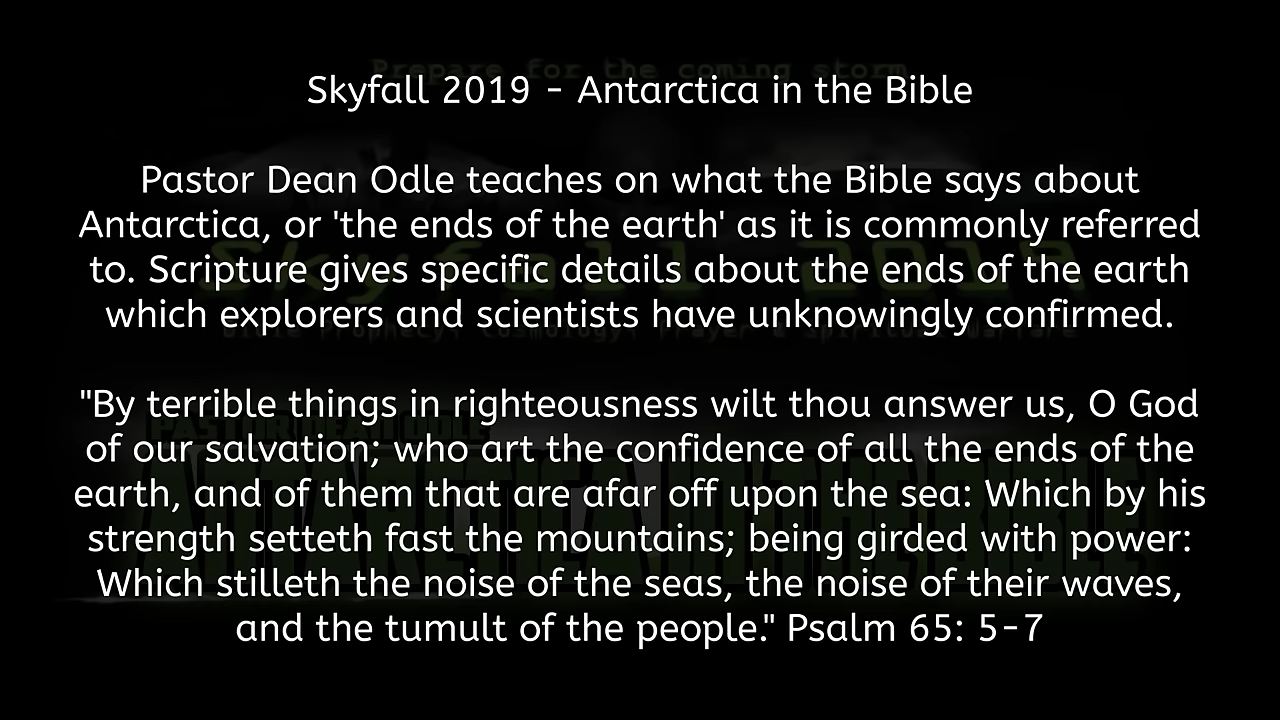 Prepare for the coming storm
Skyfall 2019 - Antarctica in the Bible
Pastor Dean Odle teaches on what the Bible says about
Antarctica, or 'the ends of the earth' as it is commonly referred
to. Scripture gives specific details about the ends of the earth
which explorers and scientists have unknowingly confirmed.
"By terrible things in righteousness wilt thou answer us, O God
of our salvation; who art the confidence of all the ends of the
earth, and of them that are afar off upon the sea: Which by his
strength setteth fast the mountains; being girded with power:
Which stilleth the noise of the seas, the noise of their waves,
and the tumult of the people." Psalm 65: 5-7